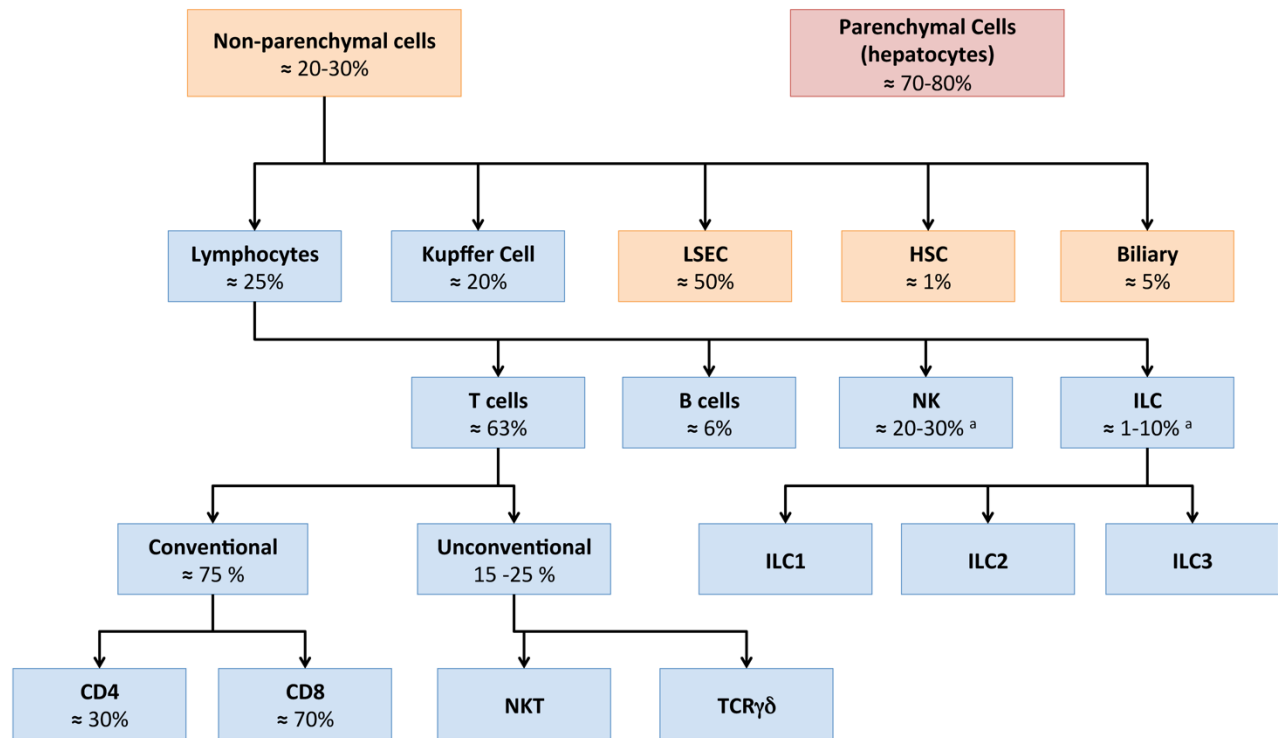 Non-parenchymal cells
≈ 20-30%
Parenchymal Cells
(hepatocytes)
≈ 70-80%
Lymphocytes
≈ 25%
Kupffer Cell
≈ 20%
LSEC
≈ 50%
HSC
≈ 1%
Biliary
≈ 5%
T cells
≈ 63%
B cells
≈ 6%
NK
≈ 20-30% ᵃ
ILC
≈ 1-10% ᵃ
Conventional
≈ 75 %
Unconventional
15 -25 %
ILC1
ILC2
ILC3
CD4
≈ 30%
CD8
≈ 70%
NKT
TCRγδ